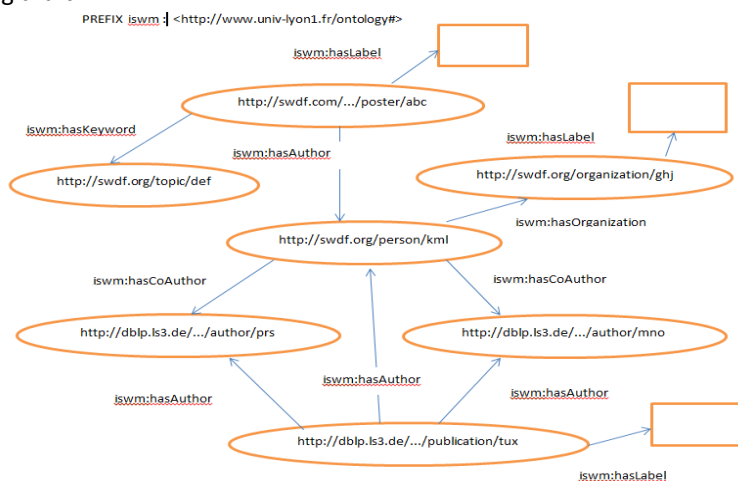 PREFIX iswm : <http://www.univ-lyon1.fr/ontology#>
iswm:hasLabel
http://swdf.com/.../poster/abc
iswm:hasKeyword
iswm:hasLabel
iswm:hasAuthor
http://swdf.org/topic/def
http://swdf.org/organization/ghj
iswm:hasOrganization
http://swdf.org/person/kml
iswm:hasCoAuthor
iswm:hasCoAuthor
http://dblp.ls3.de/.../author/prs
http://dblp.ls3.de/.../author/mno
iswm:hasAuthor
iswm:hasAuthor
iswm:hasAuthor
http://dblp.ls3.de/.../publication/tux
iswm:hasLabel